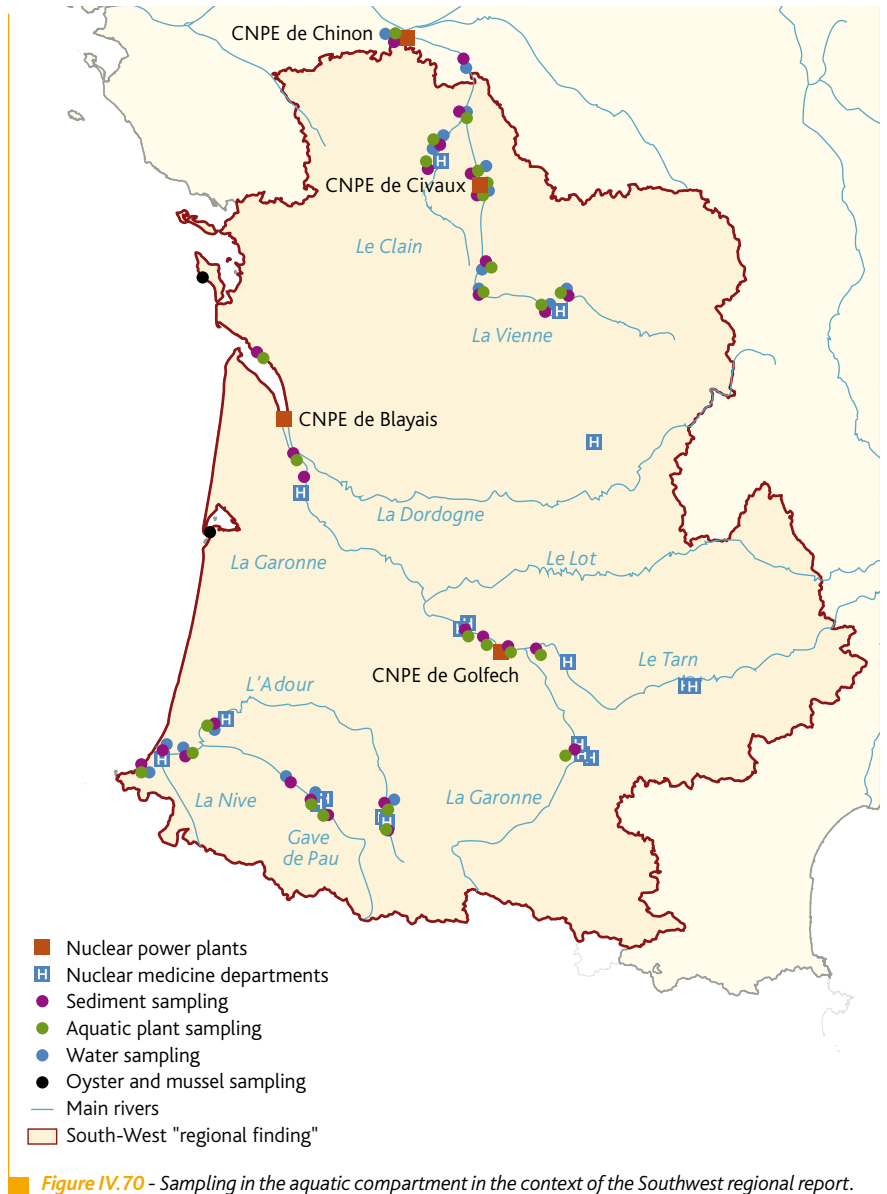 CNPE de Chinon
H
CNPE de Civaux
Le Clain
H
La Vienne
CNPE de Blayais
H
H
La Dordogne
La Garonne
Le Lot
H
H
CNPE de Golfech
Le Tarn
H
H
L'Adour
H
H
H
H
La Nive
La Garonne
H
H
Gave
de Pau
H
Nuclear power plants
H Nuclear medicine departments
Sediment sampling
Aquatic plant sampling
Water sampling
Oyster and mussel sampling
Main rivers
South-West "regional finding"
Figure IV.70 - Sampling in the aquatic compartment in the context of the Southwest regional report.